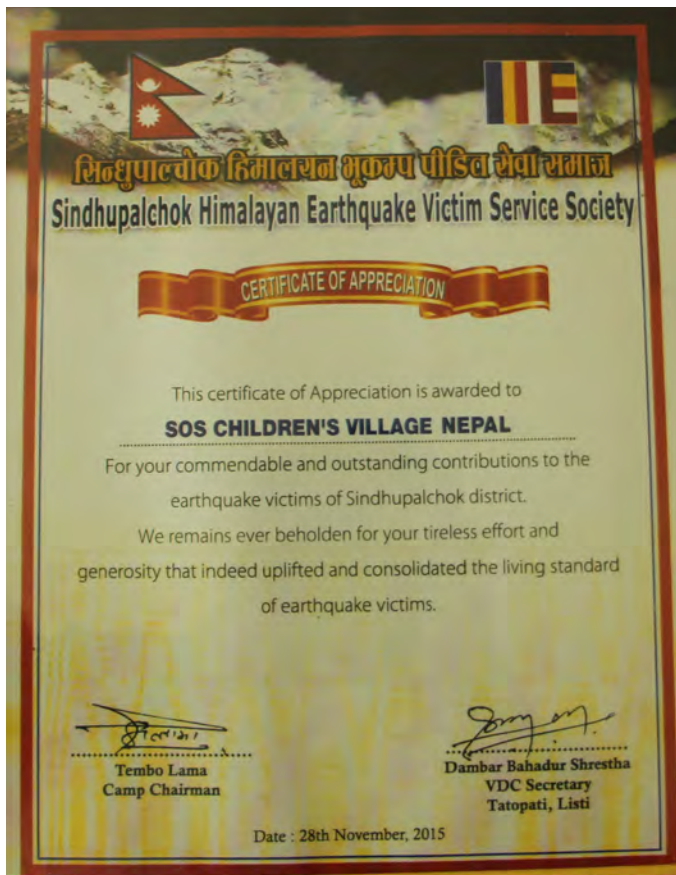 सिन्धुपाल्चोक हिमालयन भूकम्प पीडित सेवा समाज
Sindhupalchok Himalayan Earthquake Victim Service Society
CERTIFICATE OF APPRECIATION
This certificate of Appreciation is awarded to
SOS CHILDREN'S VILLAGE NEPAL
For your commendable and outstanding contributions to the
earthquake victims of Sindhupalchok district.
We remains ever beholden for your tireless effort and
generosity that indeed uplifted and consolidated the living standard
of earthquake victims.
Tembo Lama
Camp Chairman
Dambar Bahadur Shrestha
VDC Secretary
Tatopati, Listi
Date : 28th November, 2015